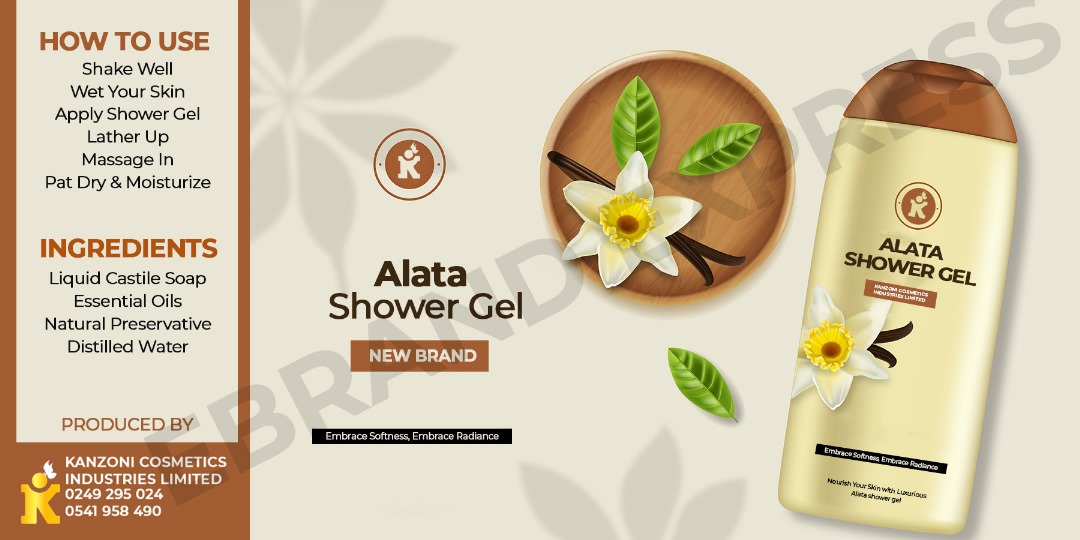 HOW TO USE
Shake Well
Wet Your Skin
Apply Shower Gel
Lather Up
Massage In
Pat Dry & Moisturize
INGREDIENTS
Liquid Castile Soap
Essential Oils
Natural Preservative
Distilled Water
PRODUCED BY
KANZONI COSMETICS
INDUSTRIES LIMITED
0249 295 024
0541 958 490
K
K
Alata
Shower Gel
NEW BRAND
Embrace Softness, Embrace Radiance
EBRAND EXPRESS
K
ALATA
SHOWER GEL
KANZONI COSMETICS
INDUSTRIES LIMITED
Embrace Softness, Embrace Radiance
Nourish Your Skin with Luxurious
Alata shower gel